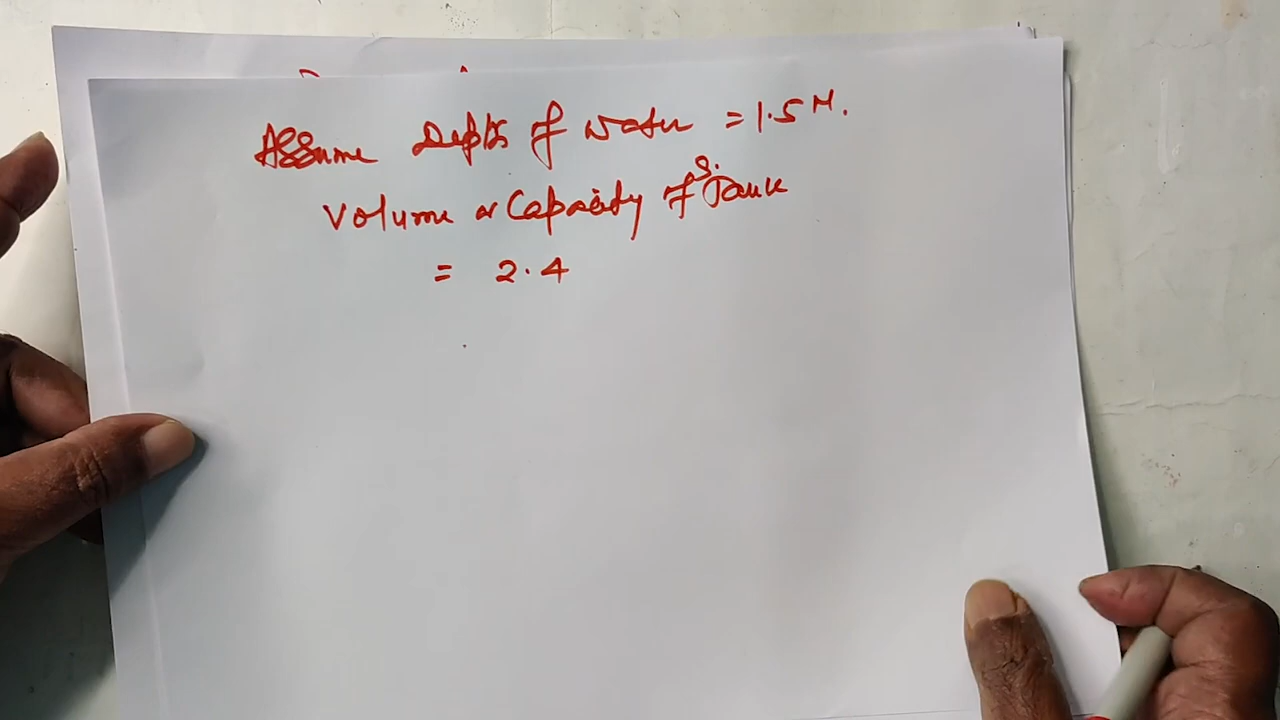 Assume Depth of water = 1.5 M.
Volume or Capacity of S. Tank
= 2.4